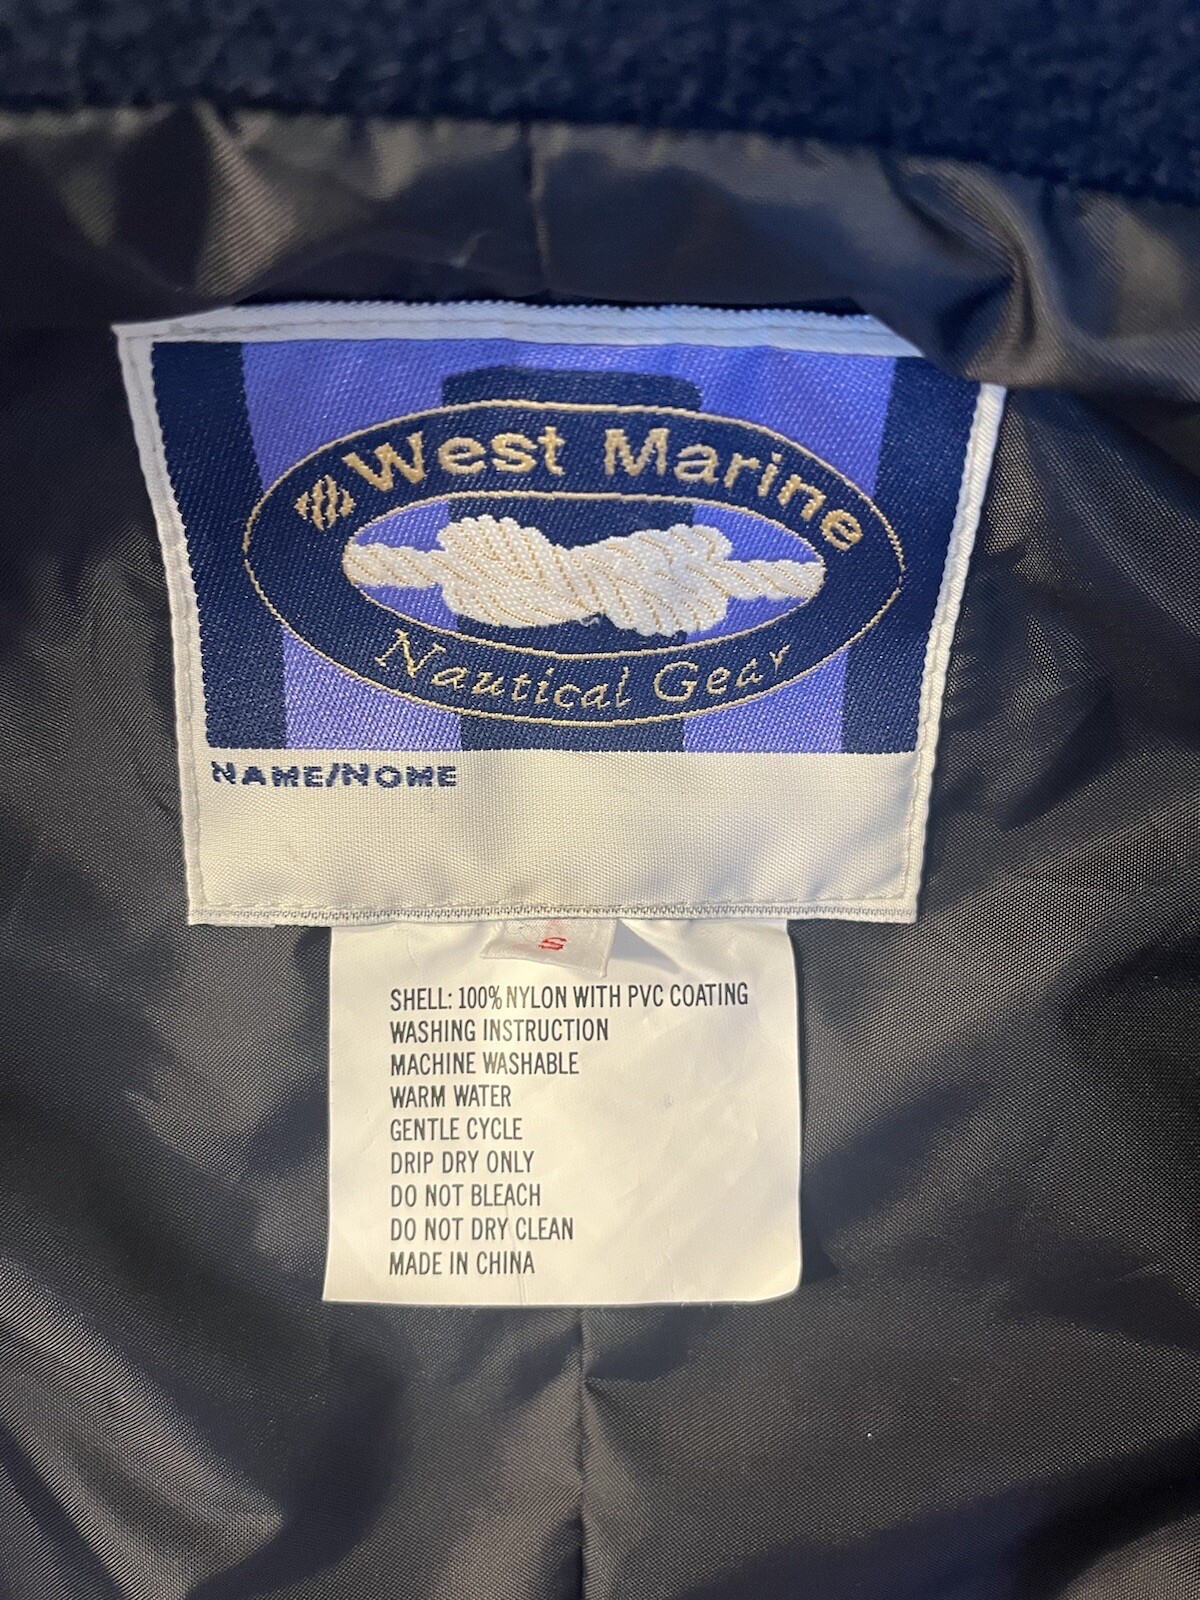 West Marine
Nautical Gear
NAME/NOME
S
SHELL: 100% NYLON WITH PVC COATING
WASHING INSTRUCTION
MACHINE WASHABLE
WARM WATER
GENTLE CYCLE
DRIP DRY ONLY
DO NOT BLEACH
DO NOT DRY CLEAN
MADE IN CHINA